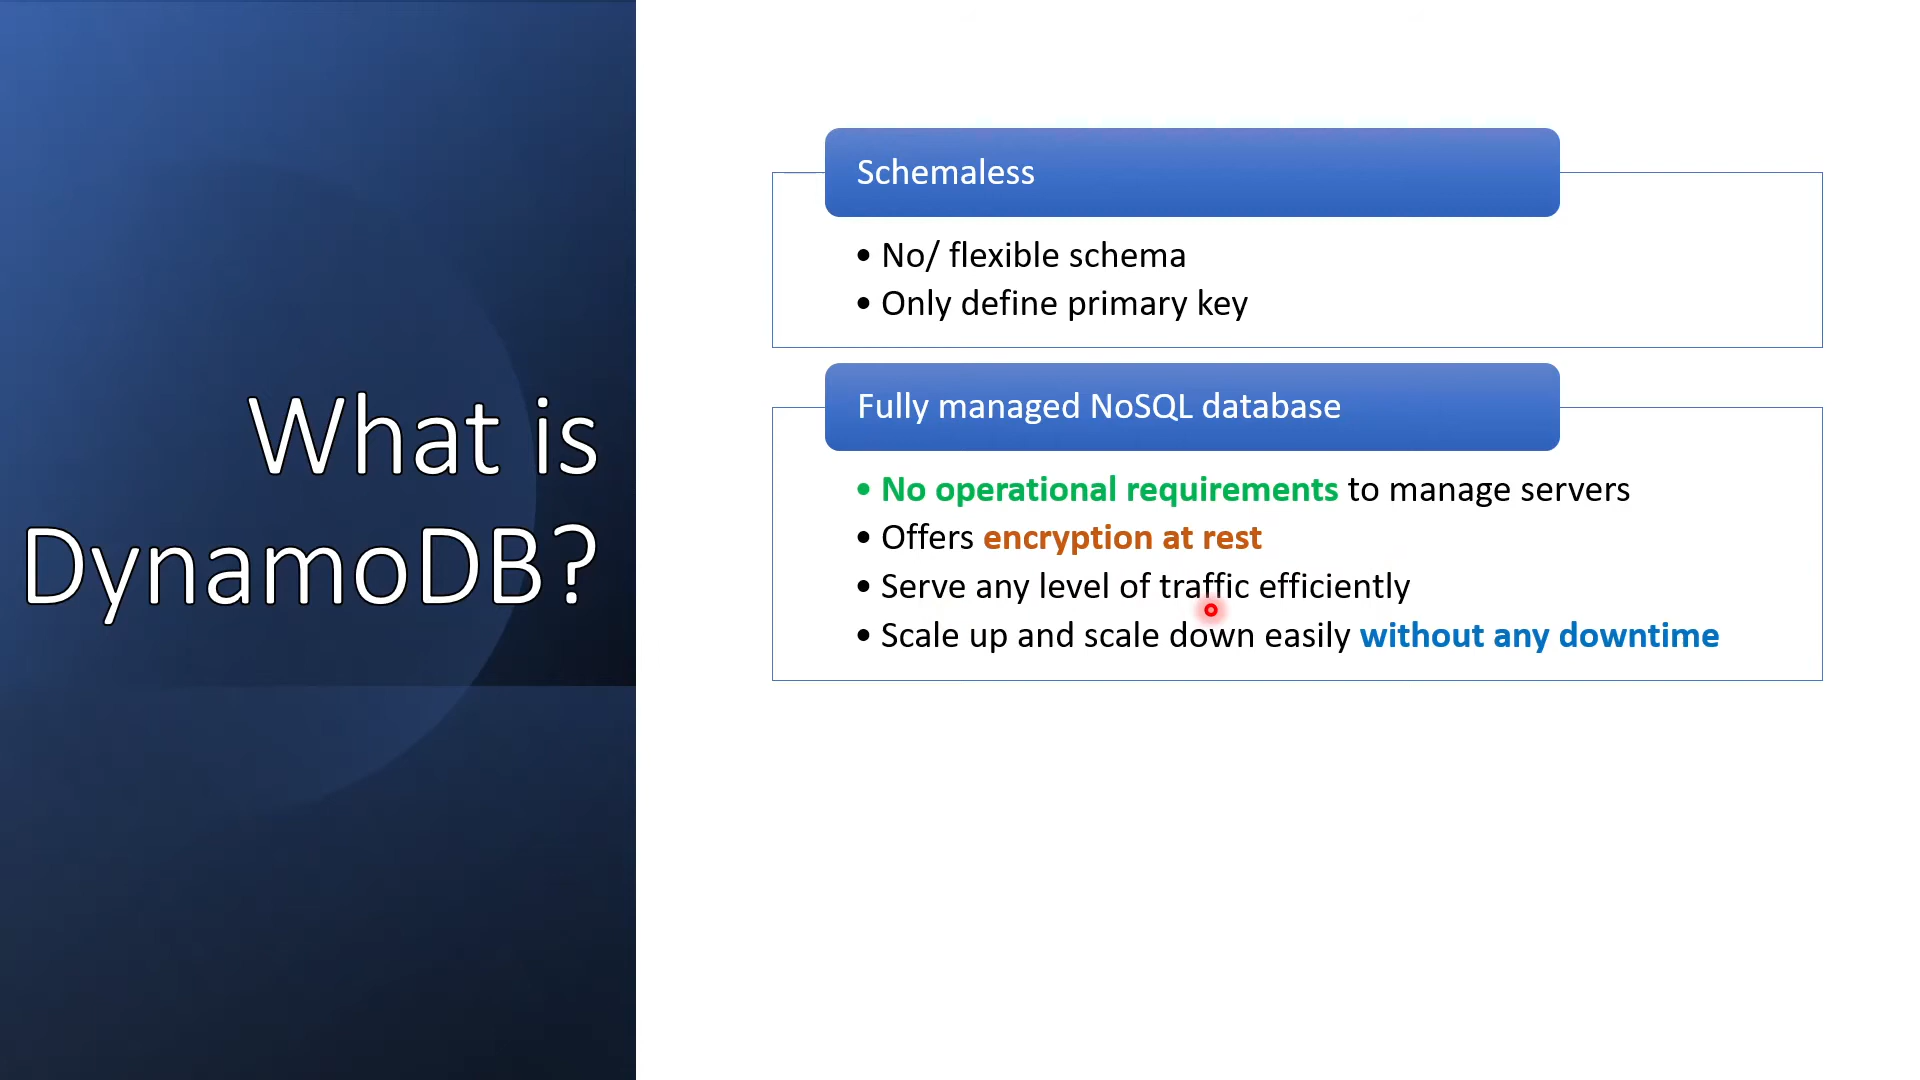 What is
DynamoDB?
Schemaless
• No/ flexible schema
• Only define primary key
Fully managed NoSQL database
• No operational requirements to manage servers
• Offers encryption at rest
• Serve any level of traffic efficiently
• Scale up and scale down easily without any downtime